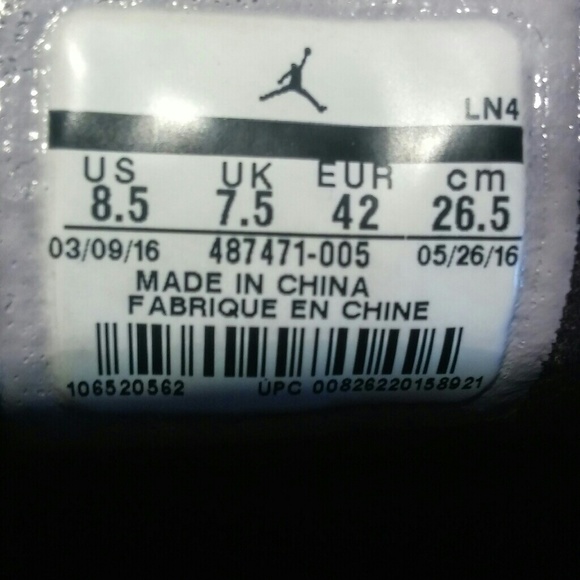 LN4
US UK EUR cm
8.5 7.5 42 26.5
03/09/16 487471-005 05/26/16
MADE IN CHINA
FABRIQUE EN CHINE
106520562 UPC 00826220158921